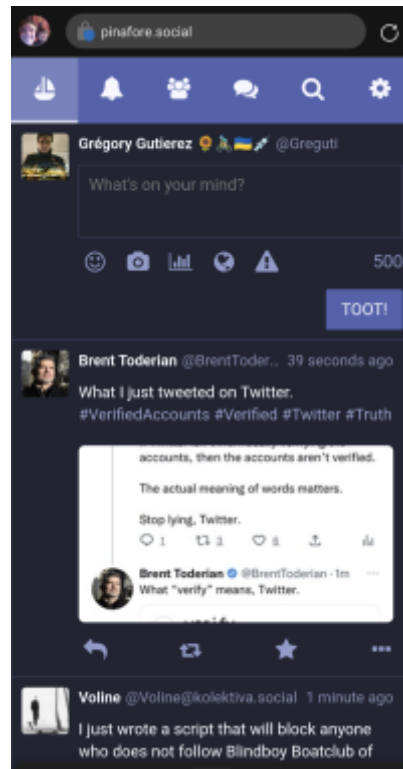 pinafore.social
Grégory Gutierez 🌻🚴🇺🇦💉 @Greguti
What's on your mind?
500
TOOT!
Brent Toderian @BrentToder... 39 seconds ago
What I just tweeted on Twitter.
#VerifiedAccounts #Verified #Twitter #Truth
accounts, then the accounts aren't verified.
The actual meaning of words matters.
Stop lying, Twitter.
1
Brent Toderian @BrentToderian · 1m
What "verify" means, Twitter.
Voline @Voline@kolektiva.social 1 minute ago
I just wrote a script that will block anyone
who does not follow Blindboy Boatclub of